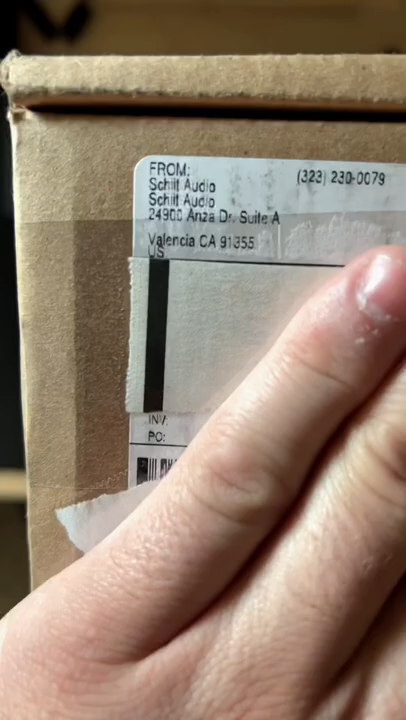 FROM:
(323) 230-0079
Schiit Audio
Schiit Audio
24900 Anza Dr. Suite A
Valencia CA 91355
US
INV:
PO: